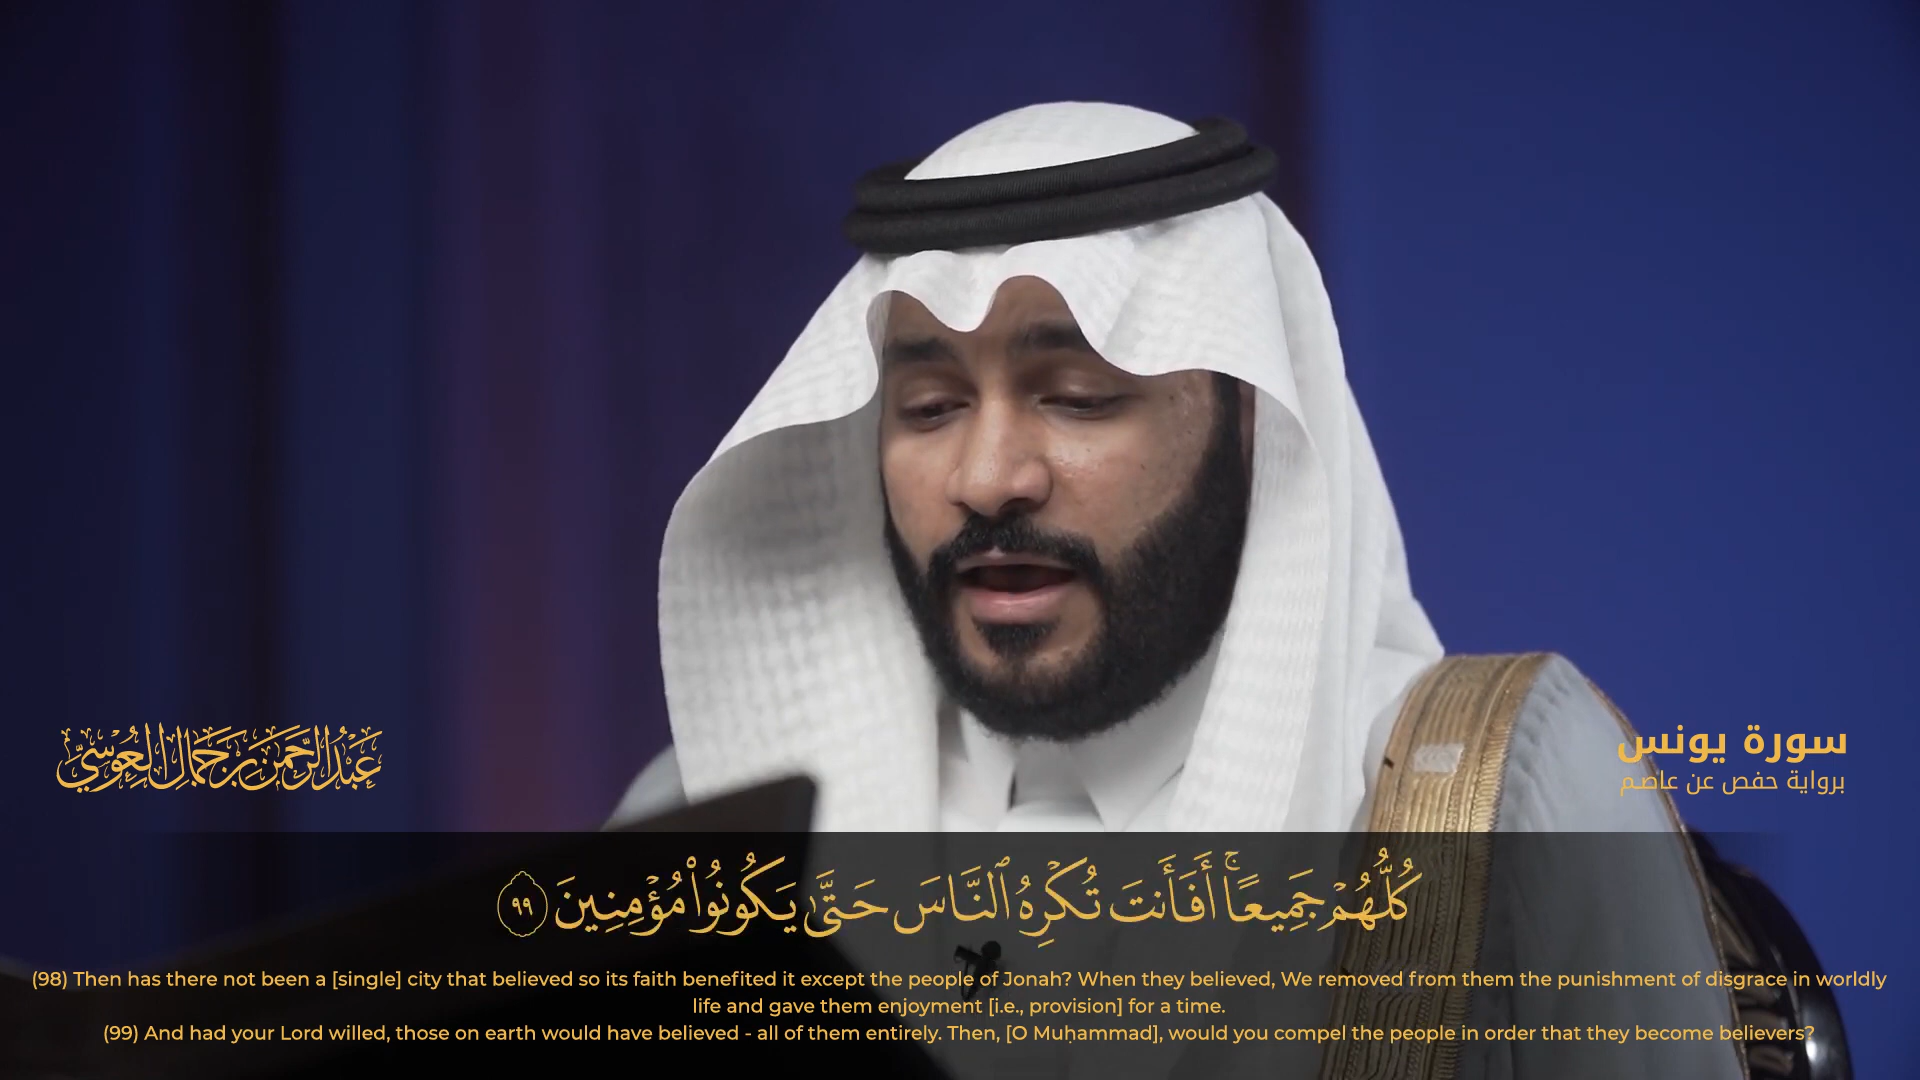 عَبْدُالرَّحْمَن بْن جَمَال العُوسِيّ
سورة يونس
برواية حفص عن عاصم
كُلُّهُمْ جَمِيعًا ۚ أَفَأَنتَ تُكْرِهُ ٱلنَّاسَ حَتَّىٰ يَكُونُوا۟ مُؤْمِنِينَ ٩٩
(98) Then has there not been a [single] city that believed so its faith benefited it except the people of Jonah? When they believed, We removed from them the punishment of disgrace in worldly
life and gave them enjoyment [i.e., provision] for a time.
(99) And had your Lord willed, those on earth would have believed - all of them entirely. Then, [O Muḥammad], would you compel the people in order that they become believers?